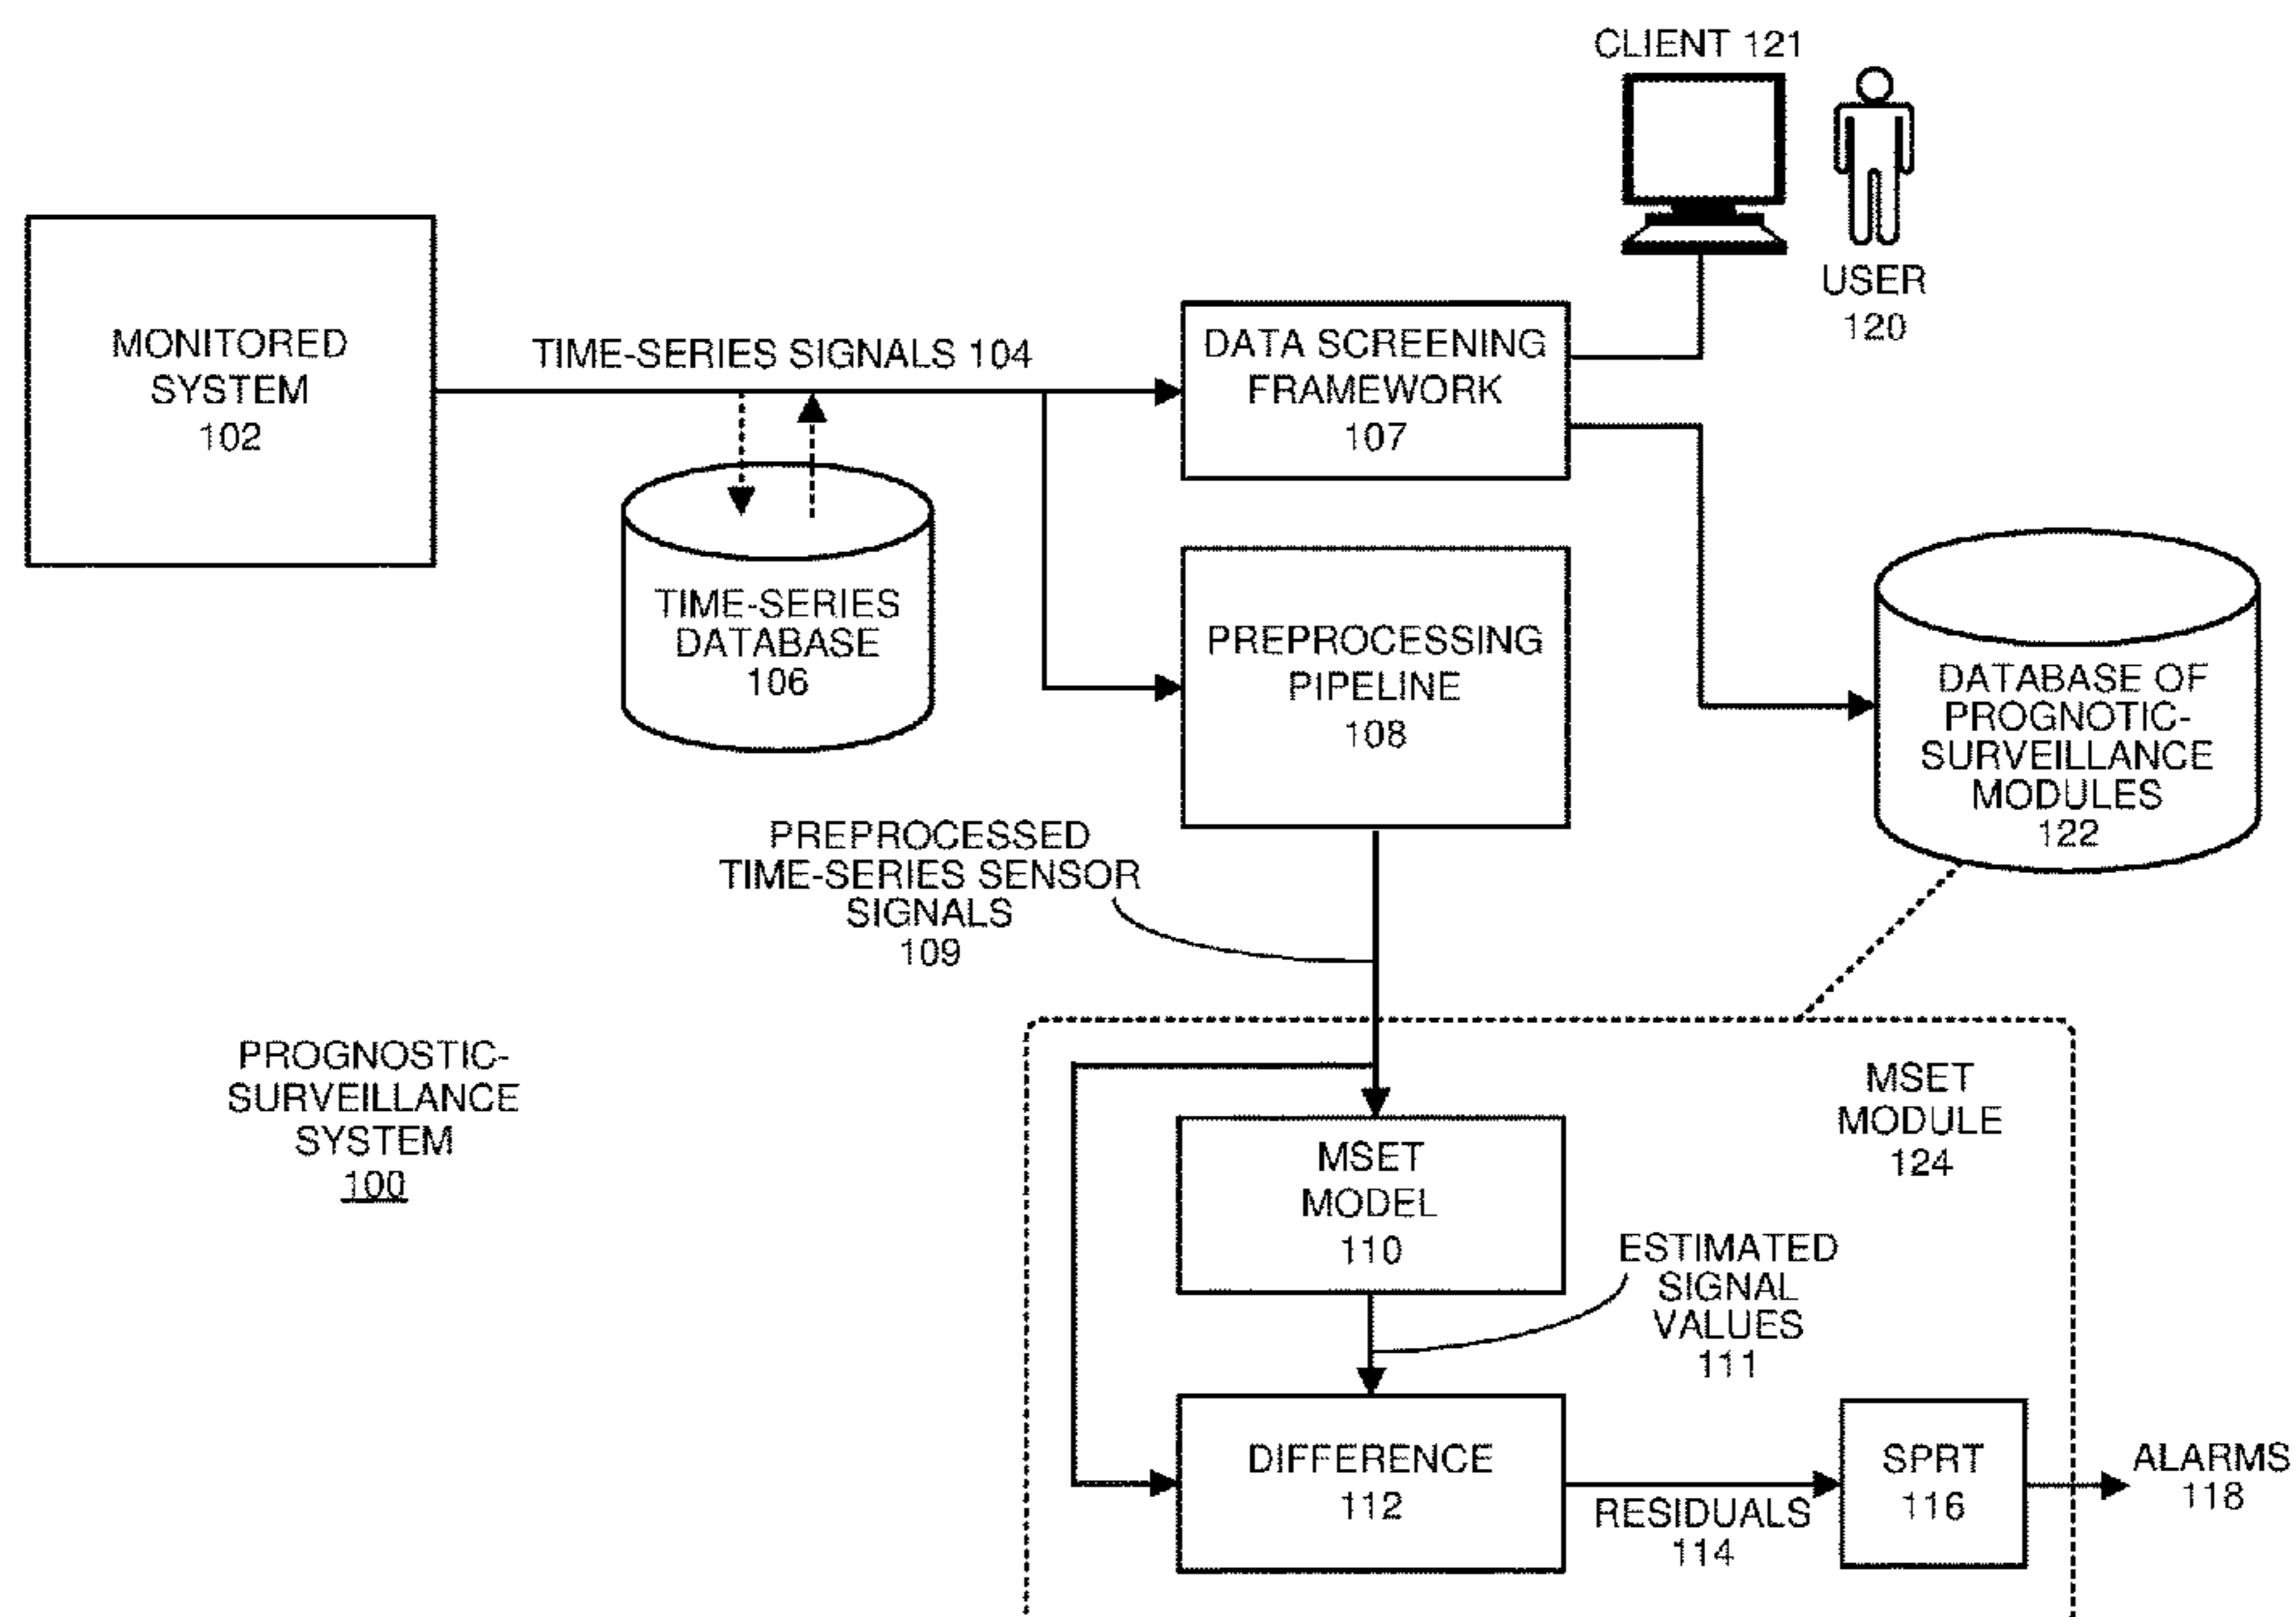 CLIENT 121
USER
120
MONITORED
SYSTEM
102
TIME-SERIES SIGNALS 104
DATA SCREENING
FRAMEWORK
107
TIME-SERIES
DATABASE
106
PREPROCESSING
PIPELINE
108
DATABASE OF
PROGNOTIC-
SURVEILLANCE
MODULES
122
PREPROCESSED
TIME-SERIES SENSOR
SIGNALS
109
PROGNOSTIC-
SURVEILLANCE
SYSTEM
100
MSET
MODULE
124
MSET
MODEL
110
ESTIMATED
SIGNAL
VALUES
111
DIFFERENCE
112
RESIDUALS
114
SPRT
116
ALARMS
118